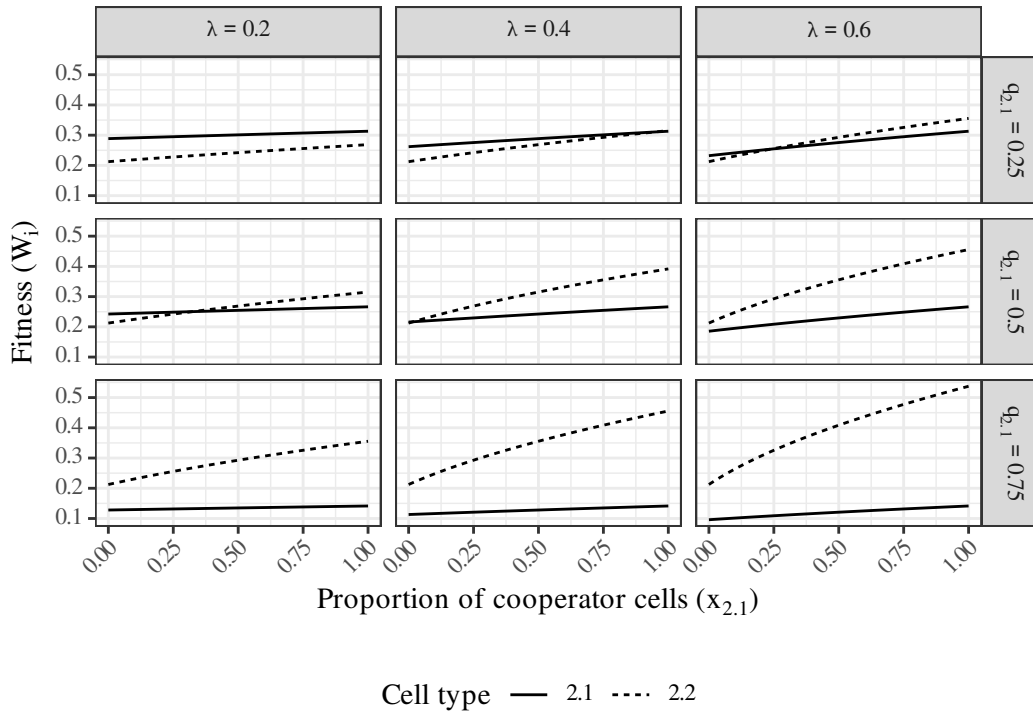 λ = 0.2 λ = 0.4 λ = 0.6
0.5
0.4
0.3
0.2
0.1
q2.1 = 0.25
0.5
0.4
0.3
0.2
0.1
q2.1 = 0.5
0.5
0.4
0.3
0.2
0.1
q2.1 = 0.75
Fitness (Wi)
0.00 0.25 0.50 0.75 1.00 0.00 0.25 0.50 0.75 1.00 0.00 0.25 0.50 0.75 1.00
Proportion of cooperator cells (x2.1)
Cell type 2.1 2.2